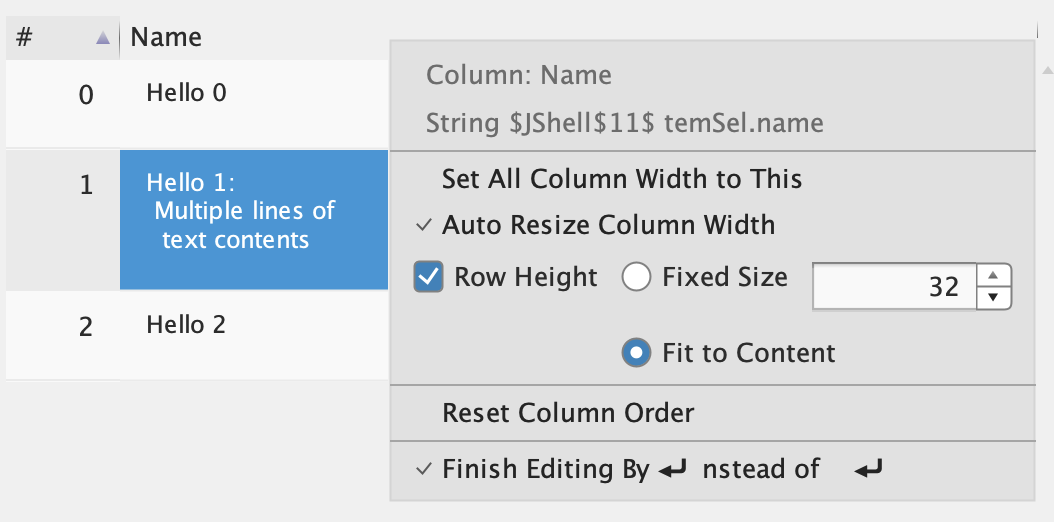 # Name
0 Hello 0
1 Hello 1:
Multiple lines of
text contents
2 Hello 2
Column: Name
String $JShell$11$ temSel.name
Set All Column Width to This
✓ Auto Resize Column Width
Row Height Fixed Size 32
Fit to Content
Reset Column Order
✓ Finish Editing By ↵ nstead of ↵